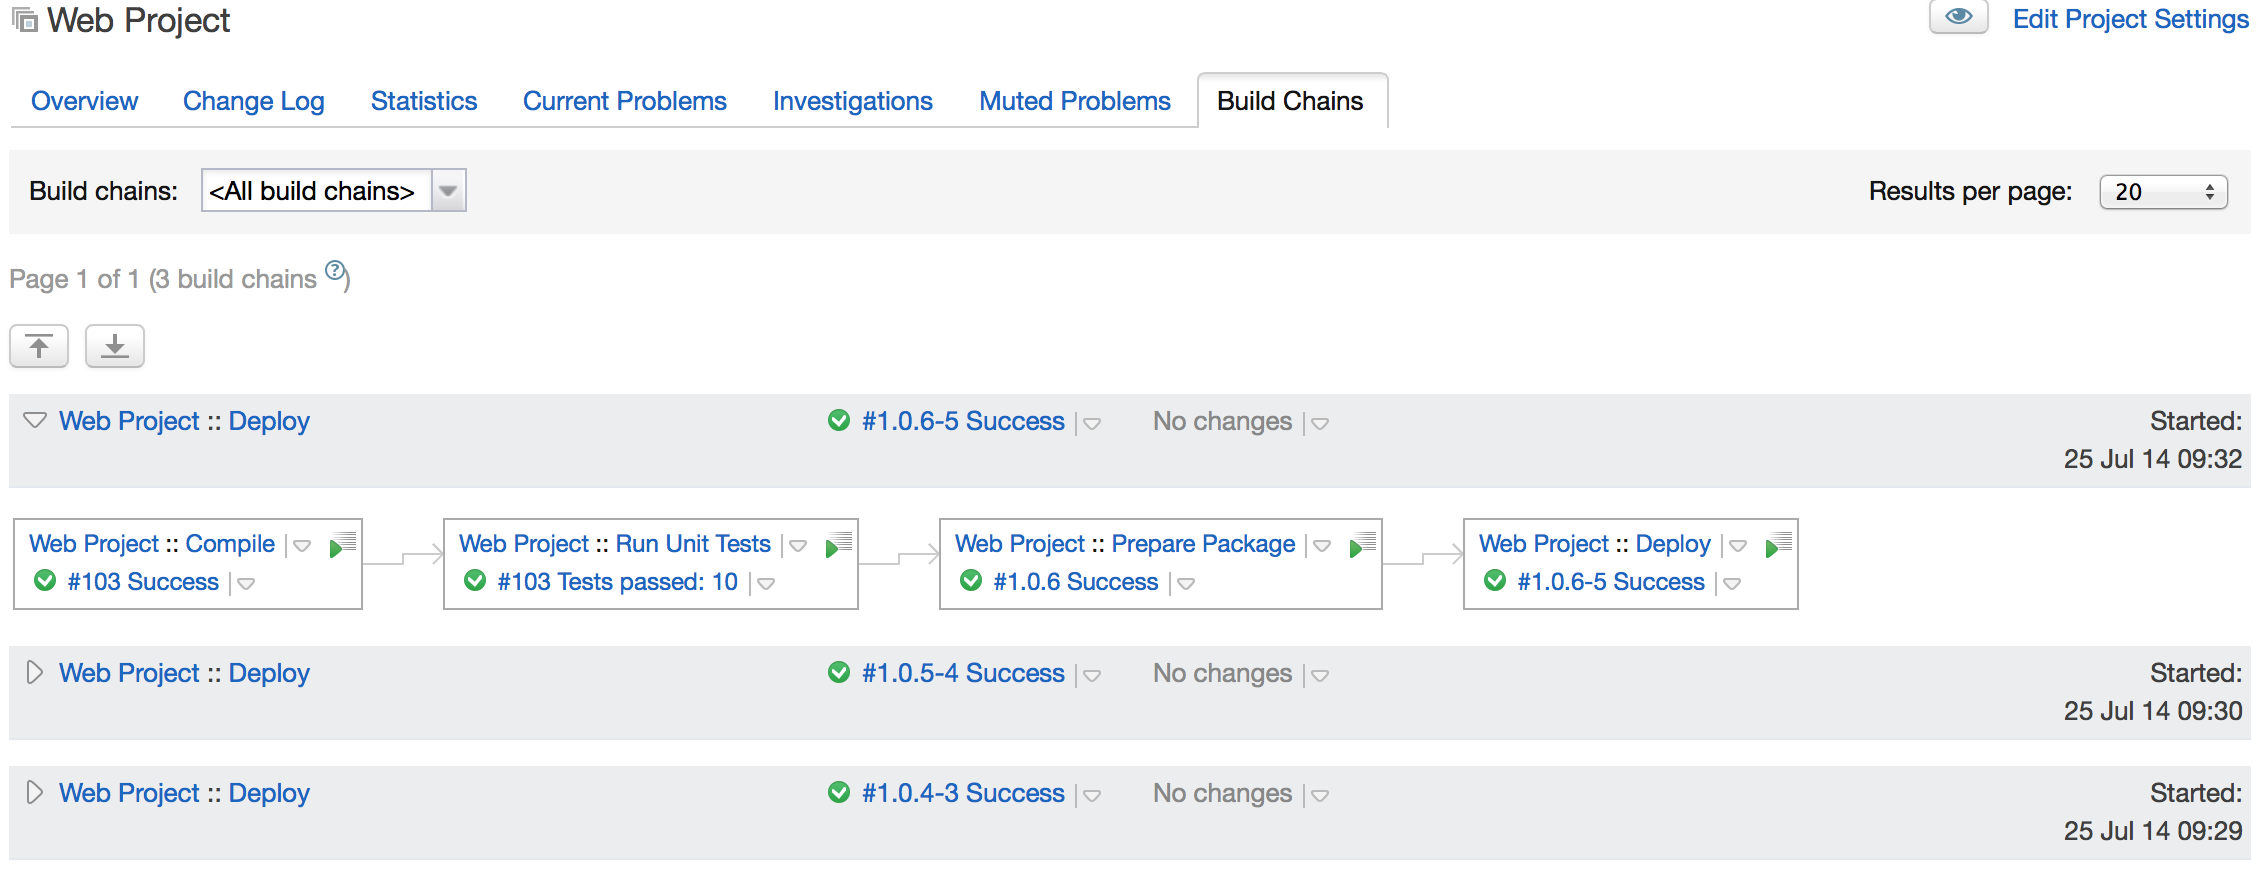 Web Project
Edit Project Settings
Overview Change Log Statistics Current Problems Investigations Muted Problems Build Chains
Build chains: <All build chains> Results per page: 20
Page 1 of 1 (3 build chains ?)
Web Project :: Deploy #1.0.6-5 Success No changes Started:
25 Jul 14 09:32
Web Project :: Compile Web Project :: Run Unit Tests Web Project :: Prepare Package Web Project :: Deploy
#103 Success #103 Tests passed: 10 #1.0.6 Success #1.0.6-5 Success
Web Project :: Deploy #1.0.5-4 Success No changes Started:
25 Jul 14 09:30
Web Project :: Deploy #1.0.4-3 Success No changes Started:
25 Jul 14 09:29